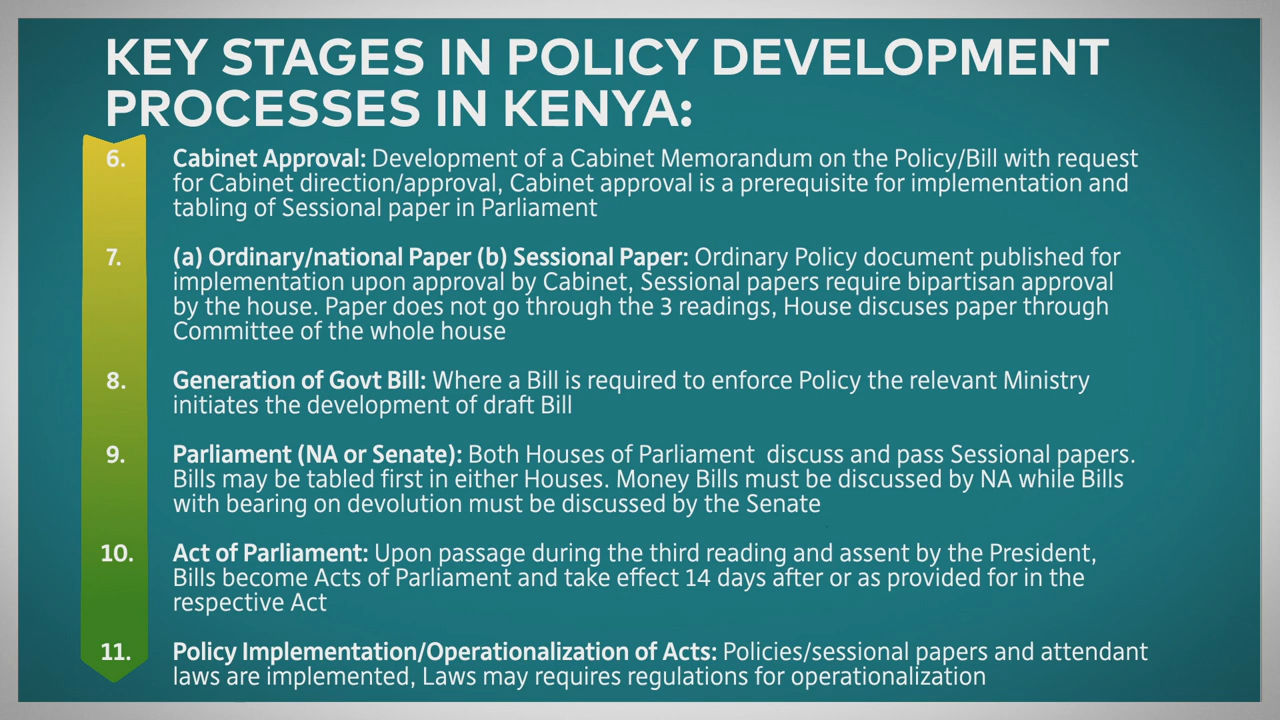 KEY STAGES IN POLICY DEVELOPMENT
PROCESSES IN KENYA:
6. Cabinet Approval: Development of a Cabinet Memorandum on the Policy/Bill with request
for Cabinet direction/approval, Cabinet approval is a prerequisite for implementation and
tabling of Sessional paper in Parliament
7. (a) Ordinary/national Paper (b) Sessional Paper: Ordinary Policy document published for
implementation upon approval by Cabinet, Sessional papers require bipartisan approval
by the house. Paper does not go through the 3 readings, House discuses paper through
Committee of the whole house
8. Generation of Govt Bill: Where a Bill is required to enforce Policy the relevant Ministry
initiates the development of draft Bill
9. Parliament (NA or Senate): Both Houses of Parliament discuss and pass Sessional papers.
Bills may be tabled first in either Houses. Money Bills must be discussed by NA while Bills
with bearing on devolution must be discussed by the Senate
10. Act of Parliament: Upon passage during the third reading and assent by the President,
Bills become Acts of Parliament and take effect 14 days after or as provided for in the
respective Act
11. Policy Implementation/Operationalization of Acts: Policies/sessional papers and attendant
laws are implemented, Laws may requires regulations for operationalization